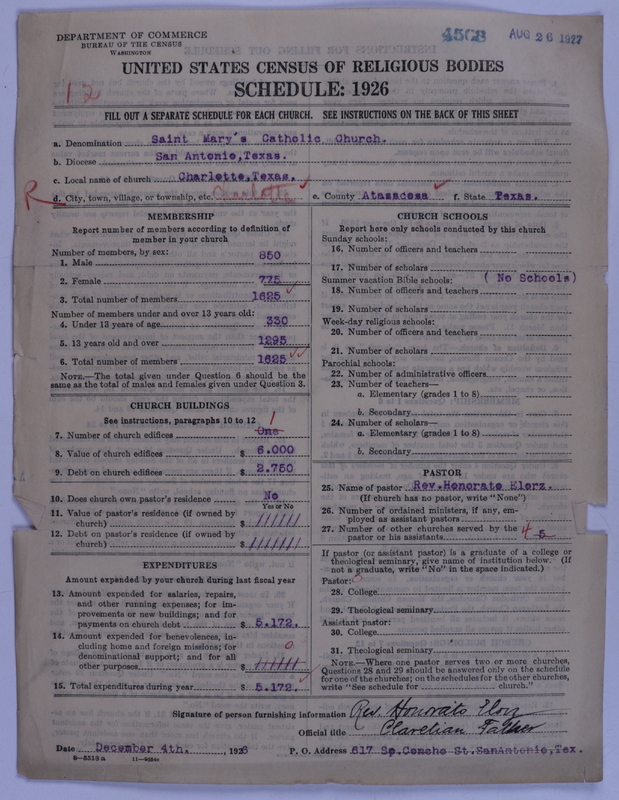 DEPARTMENT OF COMMERCE
BUREAU OF THE CENSUS
WASHINGTON
4568 AUG 26 1927
UNITED STATES CENSUS OF RELIGIOUS BODIES
SCHEDULE: 1926
12
FILL OUT A SEPARATE SCHEDULE FOR EACH CHURCH. SEE INSTRUCTIONS ON THE BACK OF THIS SHEET
a. Denomination Saint Mary's Catholic Church.
b. Diocese San Antonio,Texas.
c. Local name of church Charlotte,Texas.
R d. City, town, village, or township, etc. Charlotte e. County Atascosa f. State Texas.
MEMBERSHIP
Report number of members according to definition of
member in your church
Number of members, by sex:
1. Male 850
2. Female 775
3. Total number of members 1625
Number of members under and over 13 years old:
4. Under 13 years of age 330
5. 13 years old and over 1295
6. Total number of members 1625
NOTE.—The total given under Question 6 should be the
same as the total of males and females given under Question 3.
CHURCH BUILDINGS
See instructions, paragraphs 10 to 12
7. Number of church edifices One 1
8. Value of church edifices $ 6.000
9. Debt on church edifices $ 2.750
10. Does church own pastor's residence No
Yes or No
11. Value of pastor's residence (if owned by
church) $ //////
12. Debt on pastor's residence (if owned by
church) $ ///////
EXPENDITURES
Amount expended by your church during last fiscal year
13. Amount expended for salaries, repairs,
and other running expenses; for im-
provements or new buildings; and for
payments on church debt $ 5.172.
14. Amount expended for benevolences, in-
cluding home and foreign missions; for
denominational support; and for all 0
other purposes $ //////
15. Total expenditures during year $ 5.172.
CHURCH SCHOOLS
Report here only schools conducted by this church
Sunday schools:
16. Number of officers and teachers
17. Number of scholars
Summer vacation Bible schools: ( No Schools)
18. Number of officers and teachers
19. Number of scholars
Week-day religious schools:
20. Number of officers and teachers
21. Number of scholars
Parochial schools:
22. Number of administrative officers
23. Number of teachers—
a. Elementary (grades 1 to 8)
b. Secondary
24. Number of scholars—
a. Elementary (grades 1 to 8)
b. Secondary
PASTOR
25. Name of pastor Rev.Honorato Elorz.
(If church has no pastor, write "None")
26. Number of ordained ministers, if any, em-
ployed as assistant pastors
27. Number of other churches served by the
pastor or his assistants 4 5
If pastor (or assistant pastor) is a graduate of a college or
theological seminary, give name of institution below. (If
not a graduate, write "No" in the space indicated.)
Pastor:
28. College
29. Theological seminary
Assistant pastor:
30. College
31. Theological seminary
NOTE.—Where one pastor serves two or more churches,
Questions 28 and 29 should be answered only on the schedule
for one of the churches; on the schedules for the other churches,
write "See schedule for church."
Signature of person furnishing information Rev. Honorato Elorz
Official title Claretian Father
Date December 4th. , 1926 P. O. Address 617 Sp.Concho St.SanAntonio,Tex.
8—5518 a 11—9034a